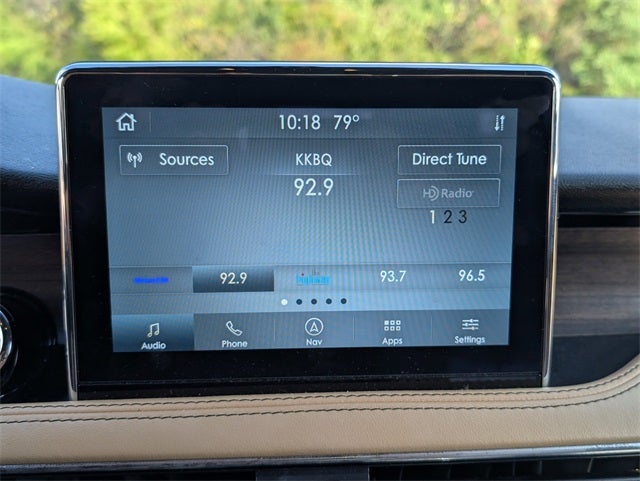 10:18 79°
Sources KKBQ Direct Tune
92.9 HD Radio
1 2 3
92.9 93.7 96.5
Audio Phone Nav Apps Settings